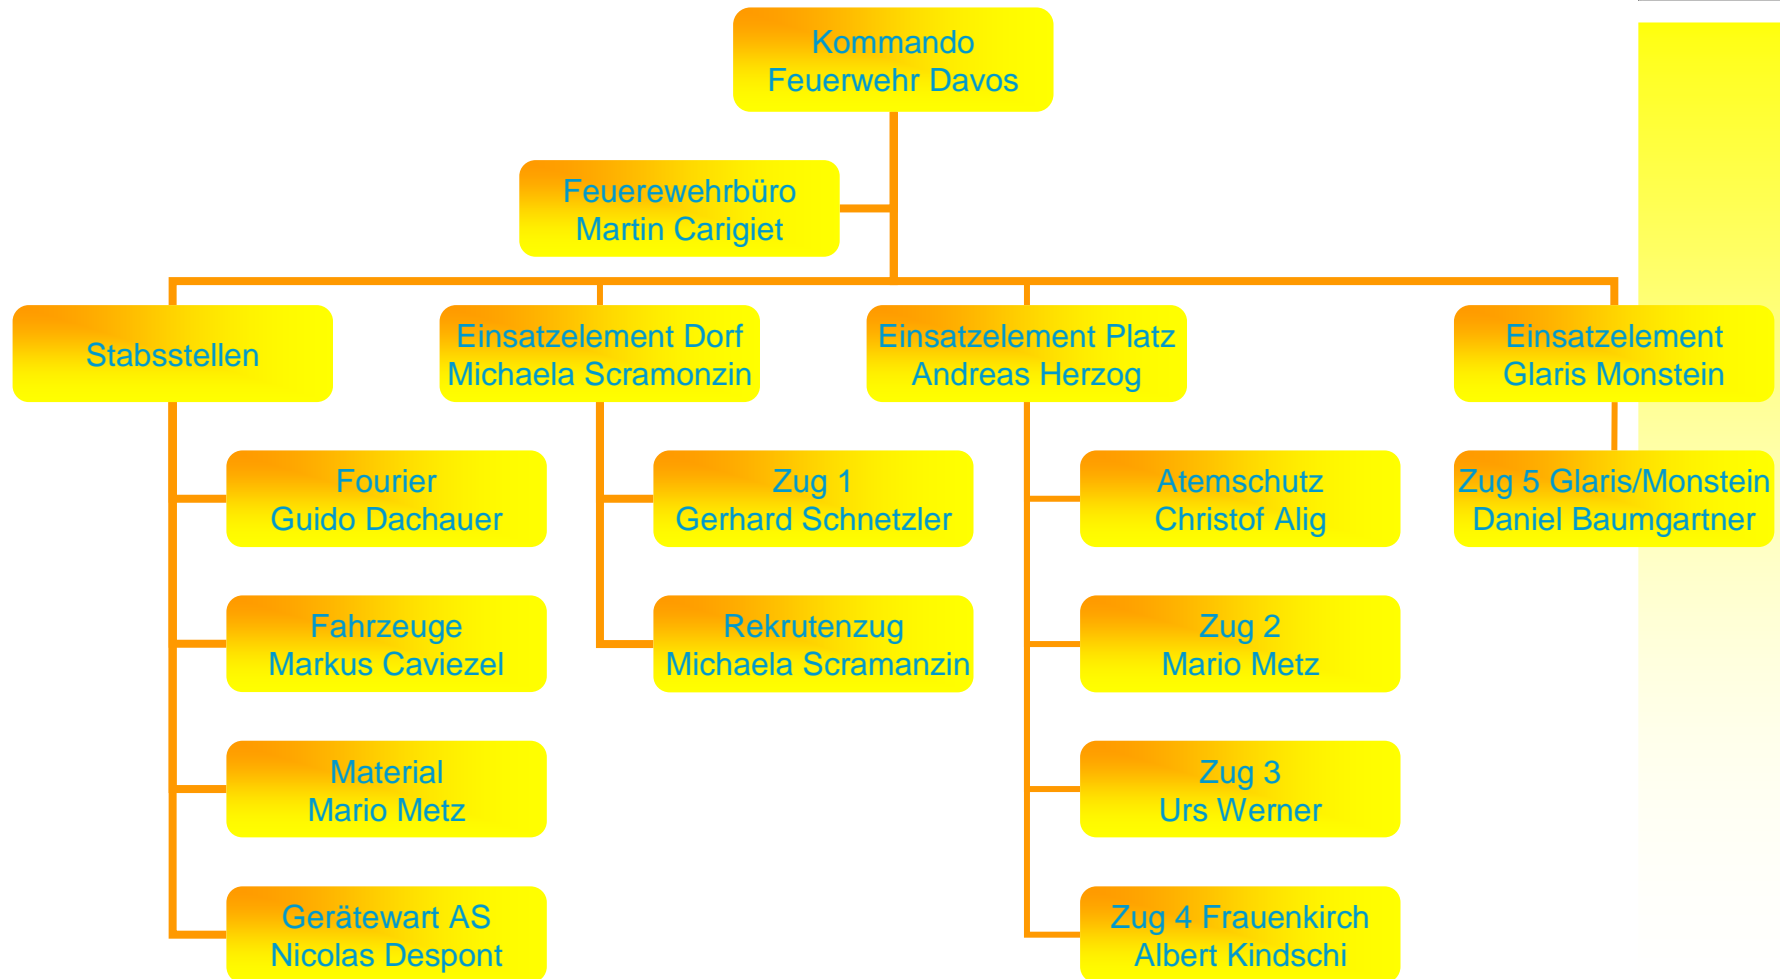 Kommando
Feuerwehr Davos
Feuerewehrbüro
Martin Carigiet
Stabsstellen
Einsatzelement Dorf
Michaela Scramonzin
Einsatzelement Platz
Andreas Herzog
Einsatzelement
Glaris Monstein
Fourier
Guido Dachauer
Zug 1
Gerhard Schnetzler
Atemschutz
Christof Alig
Zug 5 Glaris/Monstein
Daniel Baumgartner
Fahrzeuge
Markus Caviezel
Rekrutenzug
Michaela Scramanzin
Zug 2
Mario Metz
Material
Mario Metz
Zug 3
Urs Werner
Gerätewart AS
Nicolas Despont
Zug 4 Frauenkirch
Albert Kindschi